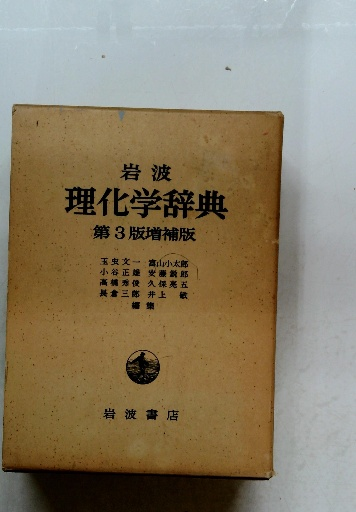 岩波
理化学辞典
第3版増補版
玉虫文一 富山小太郎
小谷正雄 安藤鋭郎
高橋秀俊 久保亮五
長倉三郎 井上敏
編集
岩波書店